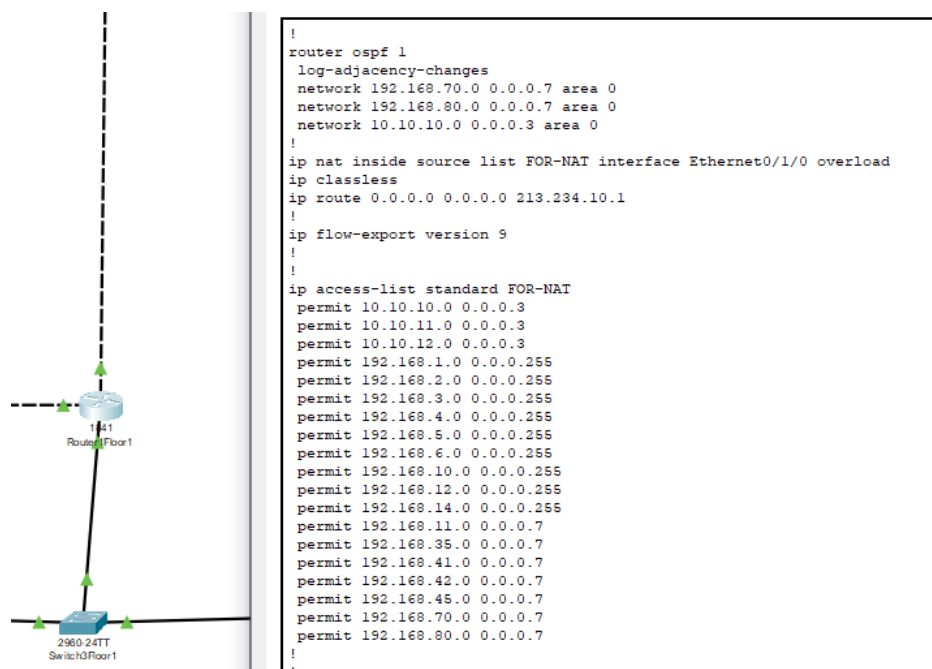 !
router ospf 1
 log-adjacency-changes
 network 192.168.70.0 0.0.0.7 area 0
 network 192.168.80.0 0.0.0.7 area 0
 network 10.10.10.0 0.0.0.3 area 0
!
ip nat inside source list FOR-NAT interface Ethernet0/1/0 overload
ip classless
ip route 0.0.0.0 0.0.0.0 213.234.10.1
!
ip flow-export version 9
!
!
ip access-list standard FOR-NAT
 permit 10.10.10.0 0.0.0.3
 permit 10.10.11.0 0.0.0.3
 permit 10.10.12.0 0.0.0.3
 permit 192.168.1.0 0.0.0.255
 permit 192.168.2.0 0.0.0.255
 permit 192.168.3.0 0.0.0.255
 permit 192.168.4.0 0.0.0.255
 permit 192.168.5.0 0.0.0.255
 permit 192.168.6.0 0.0.0.255
 permit 192.168.10.0 0.0.0.255
 permit 192.168.12.0 0.0.0.255
 permit 192.168.14.0 0.0.0.255
 permit 192.168.11.0 0.0.0.7
 permit 192.168.35.0 0.0.0.7
 permit 192.168.41.0 0.0.0.7
 permit 192.168.42.0 0.0.0.7
 permit 192.168.45.0 0.0.0.7
 permit 192.168.70.0 0.0.0.7
 permit 192.168.80.0 0.0.0.7
!
1841
2960-24TT
Switch3Floor1